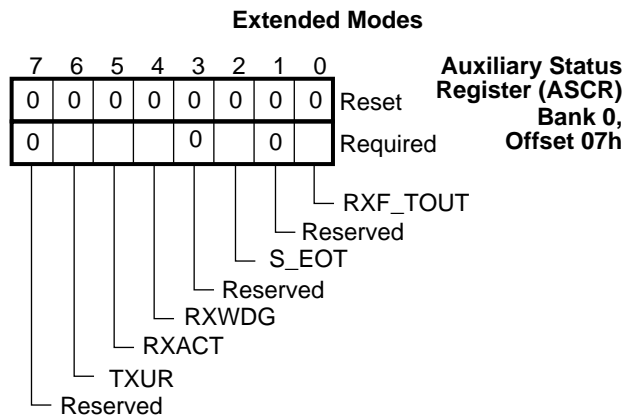 Extended Modes
7 6 5 4 3 2 1 0
Auxiliary Status
Register (ASCR)
Bank 0,
Offset 07h
0 0 0 0 0 0 0 0 Reset
0 0 0 Required
RXF_TOUT
Reserved
S_EOT
Reserved
RXWDG
RXACT
TXUR
Reserved